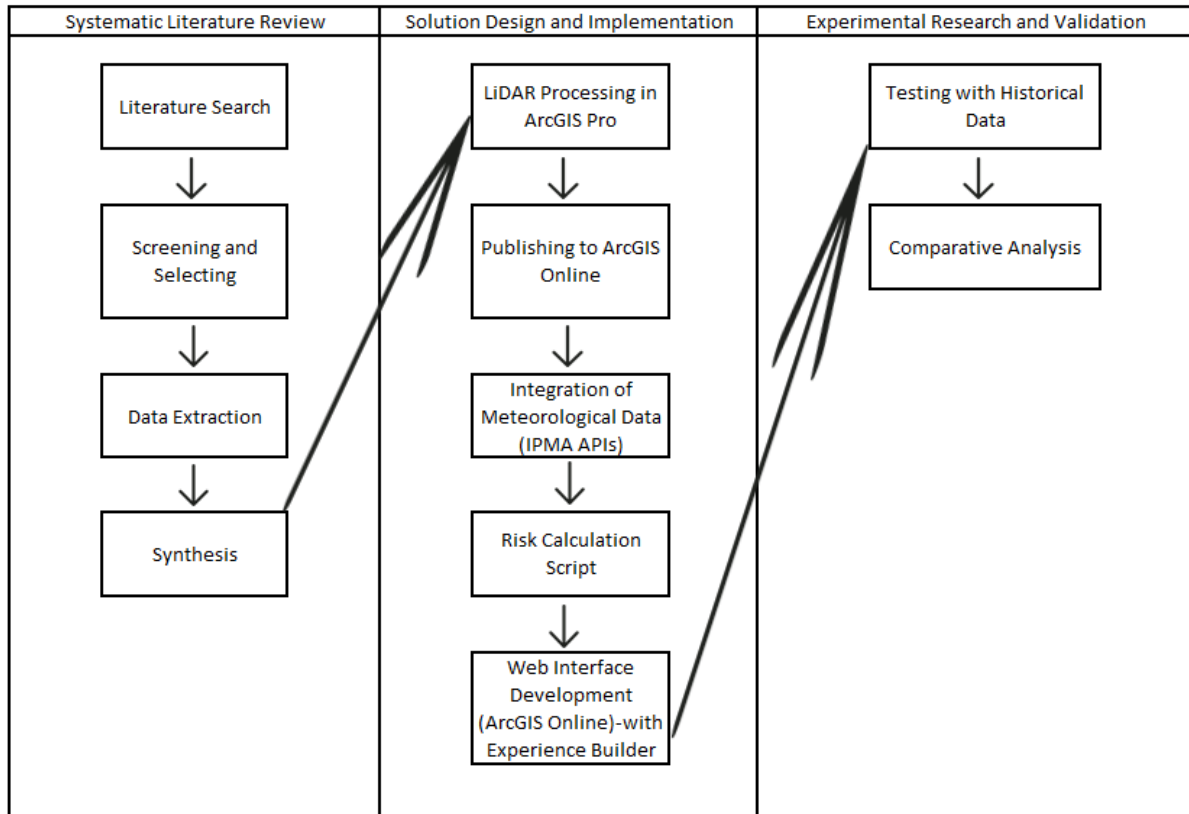 Systematic Literature Review
Solution Design and Implementation
Experimental Research and Validation
Literature Search
Screening and
Selecting
Data Extraction
Synthesis
LiDAR Processing in
ArcGIS Pro
Publishing to ArcGIS
Online
Integration of
Meteorological Data
(IPMA APIs)
Risk Calculation
Script
Web Interface
Development
(ArcGIS Online)-with
Experience Builder
Testing with Historical
Data
Comparative Analysis